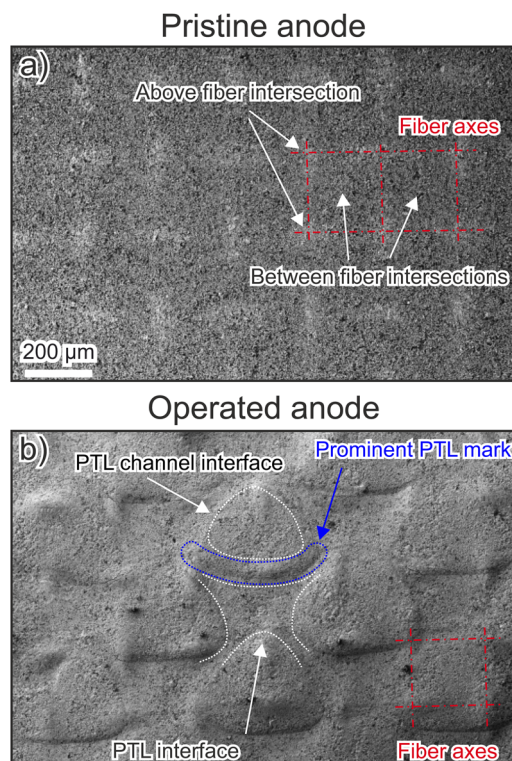 Pristine anode
a)
Above fiber intersection
Fiber axes
Between fiber intersections
200 µm
Operated anode
b)
Prominent PTL mark
PTL channel interface
PTL interface
Fiber axes